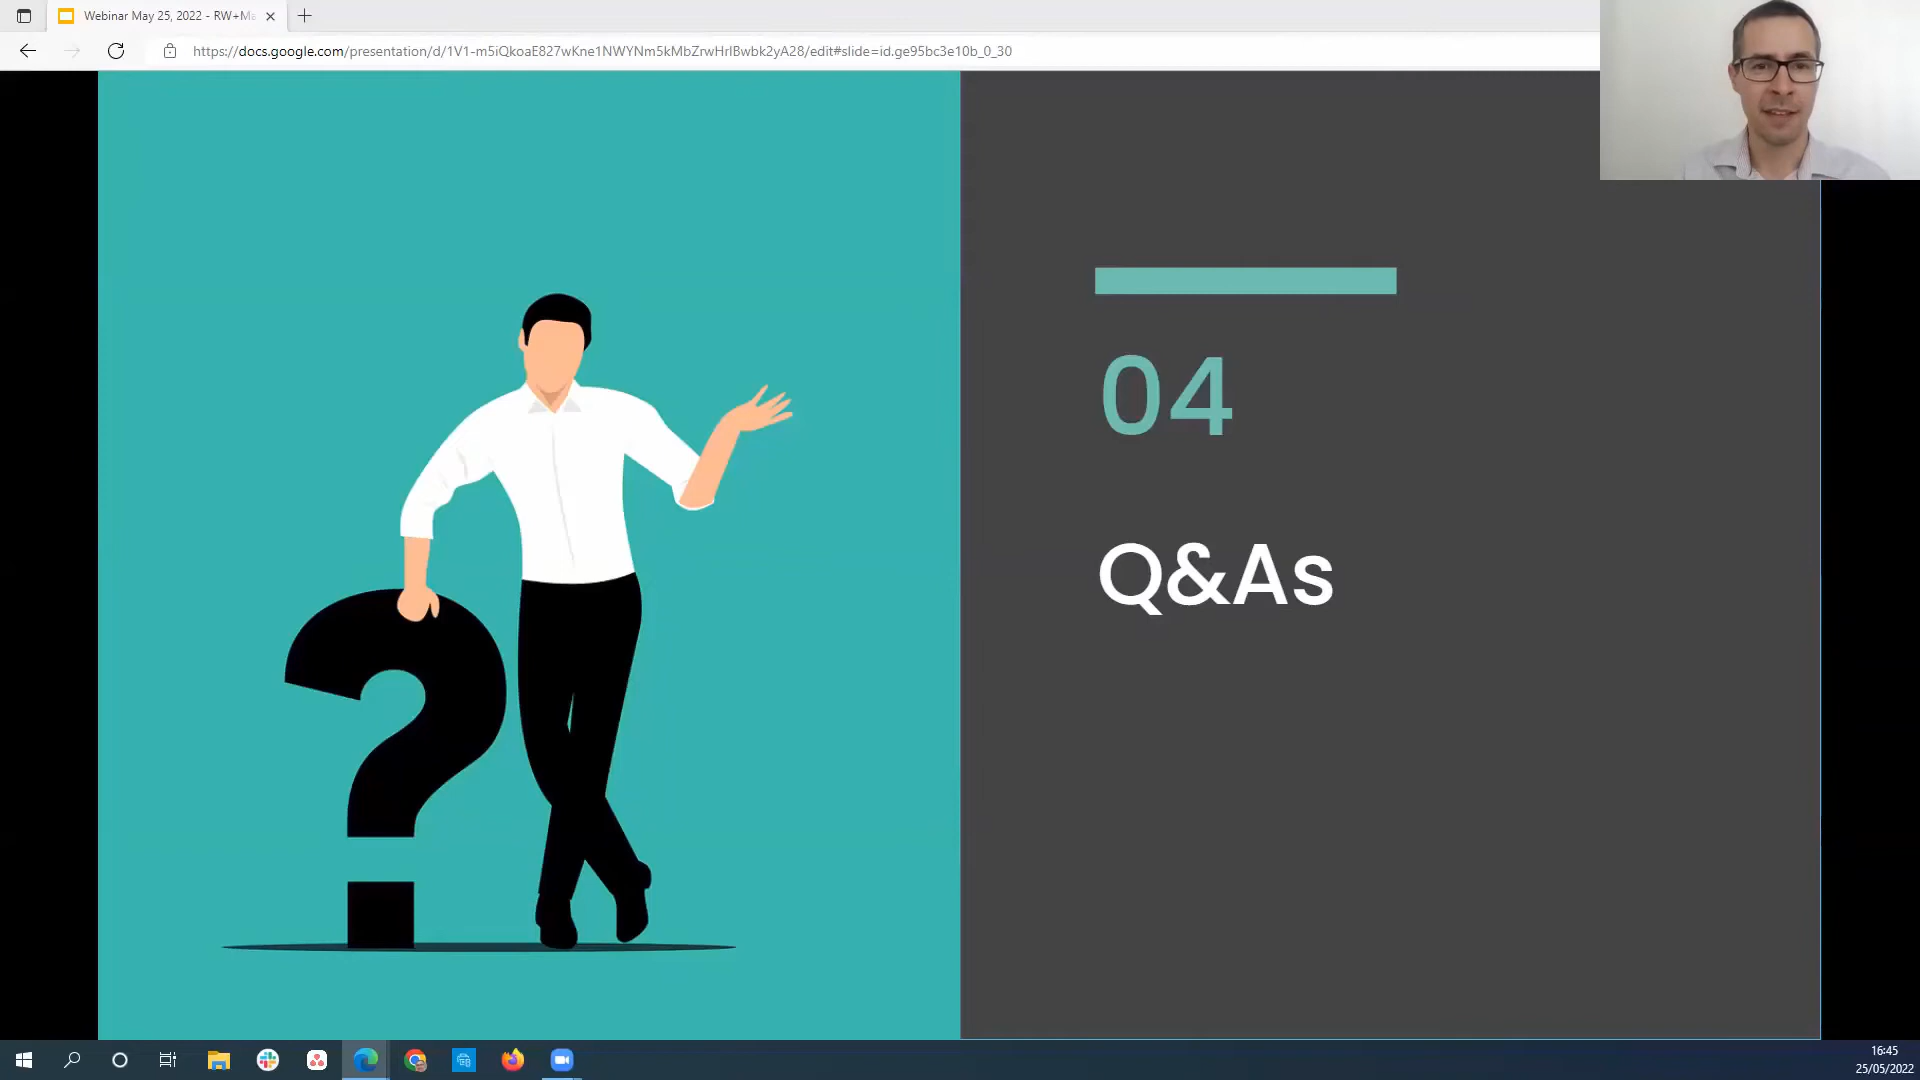 Webinar May 25, 2022 - RW+Ma
https://docs.google.com/presentation/d/1V1-m5iQkoaE827wKne1NWYNm5kMbZrwHrlBwbk2yA28/edit#slide=id.ge95bc3e10b_0_30
04
Q&As
?
16:45
25/05/2022